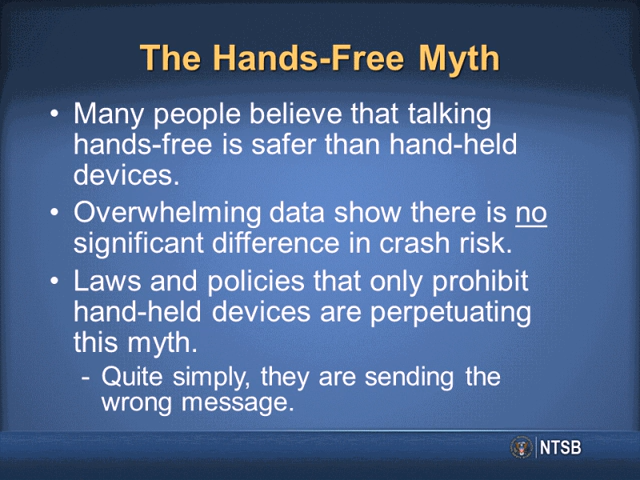 The Hands-Free Myth
• Many people believe that talking
hands-free is safer than hand-held
devices.
• Overwhelming data show there is no
significant difference in crash risk.
• Laws and policies that only prohibit
hand-held devices are perpetuating
this myth.
- Quite simply, they are sending the
wrong message.
NTSB